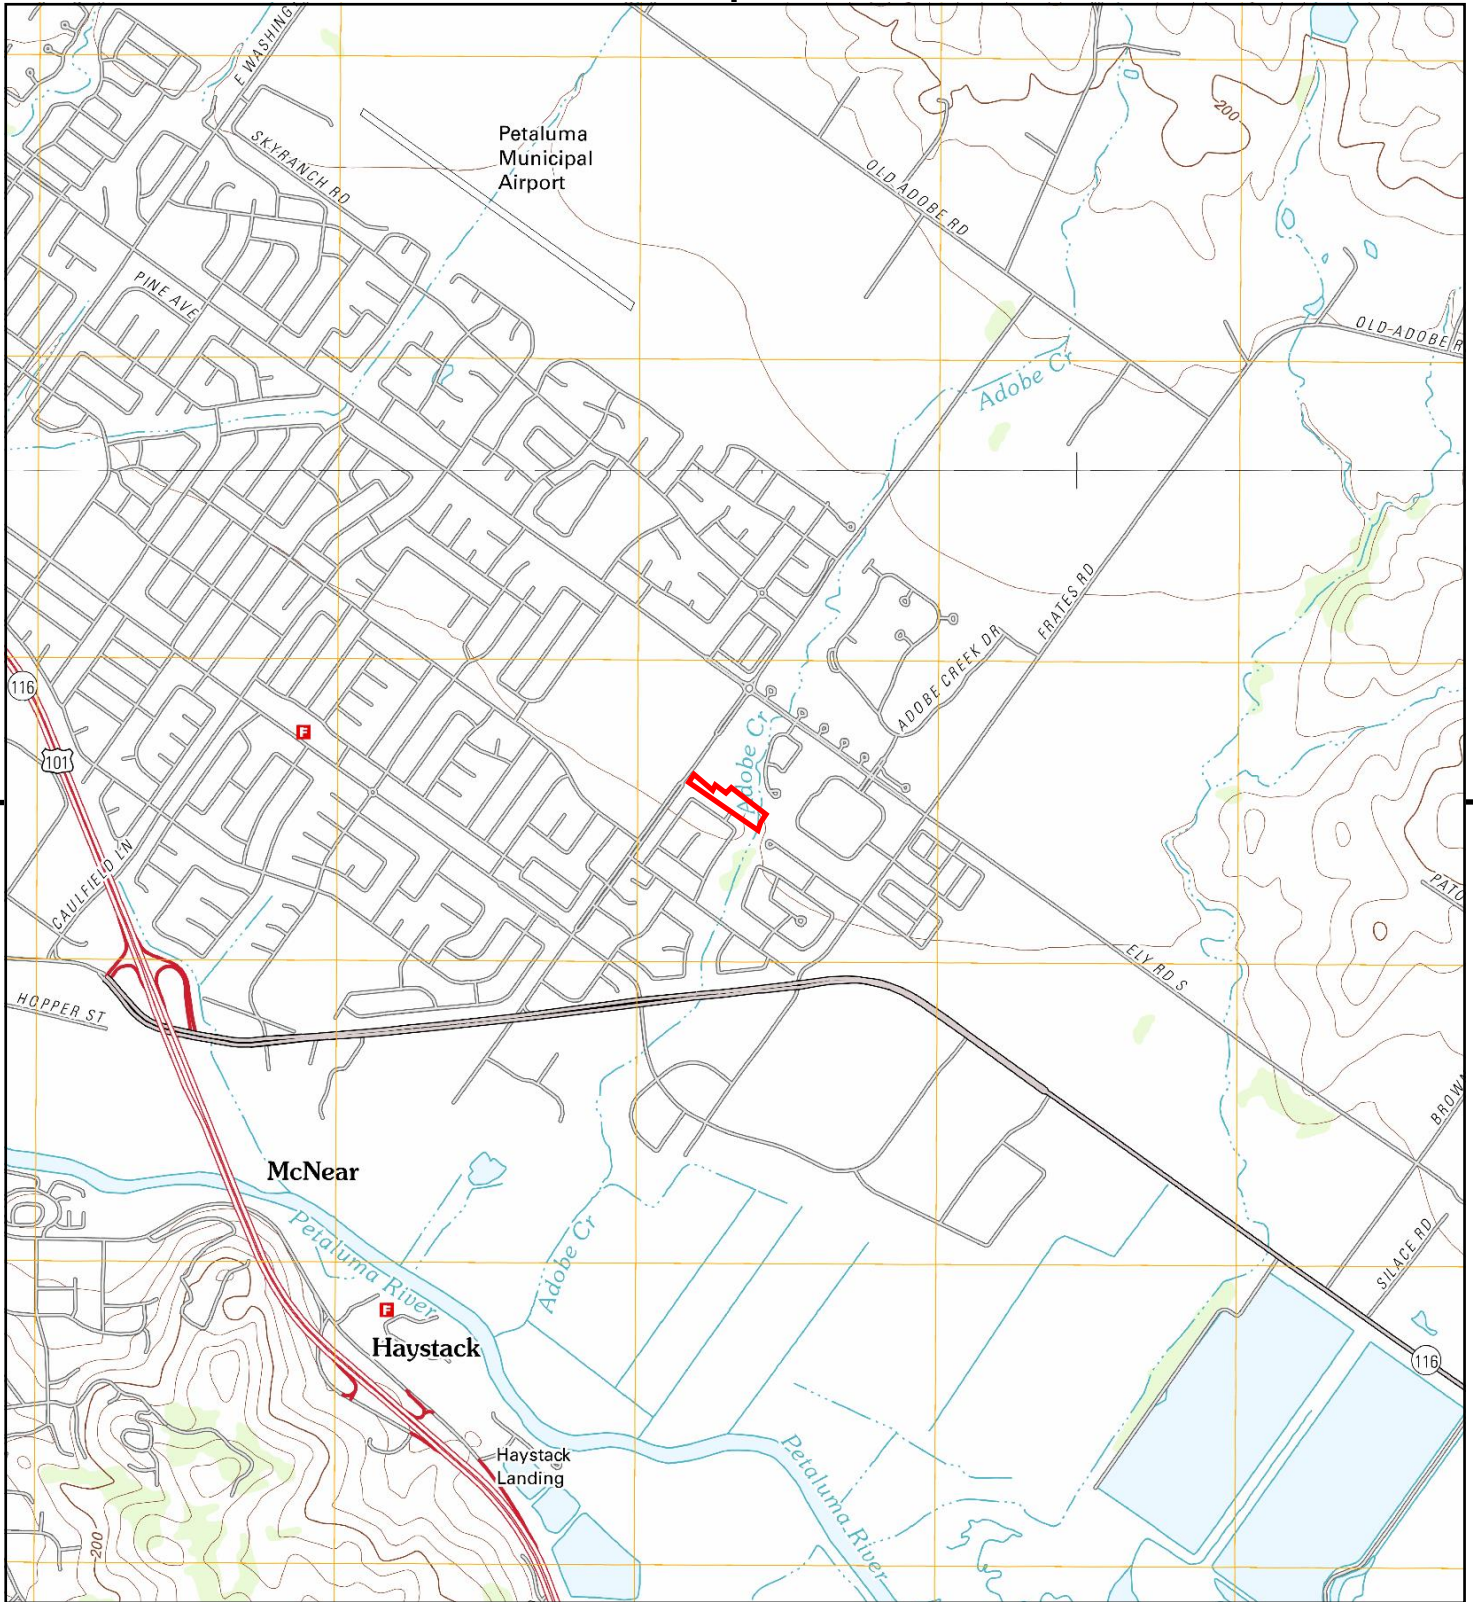 E WASHING
SKYRANCH RD
Petaluma
Municipal
Airport
OLD ADOBE RD
200
PINE AVE
OLD-ADOBE R
Adobe Cr
FRATES RD
ADOBE CREEK DR
116
101
F
Adobe Cr
CAULFIELD LN
PATO
ELY RD S
HOPPER ST
BROWN
McNear
Petaluma River
Adobe Cr
SILACE RD
F
Haystack
116
Haystack
Landing
Petaluma River
200